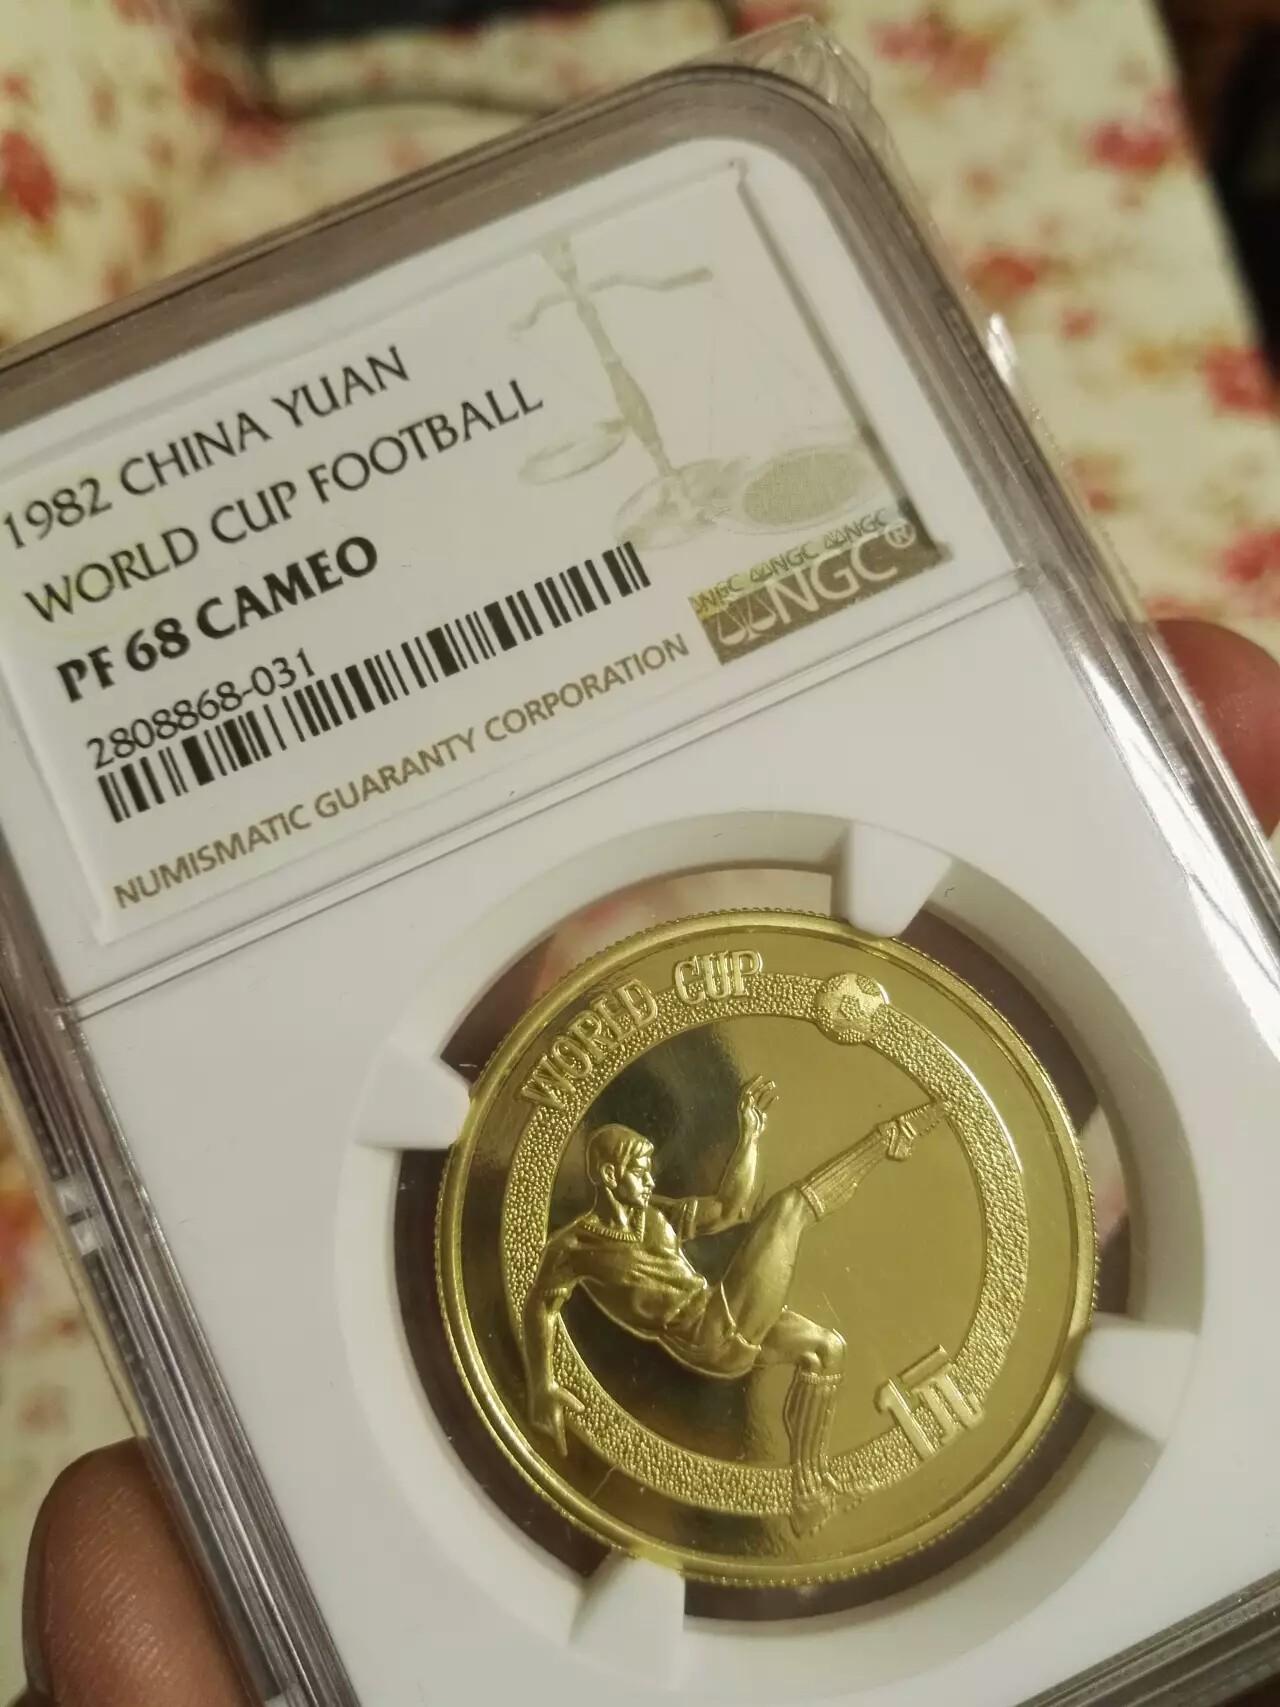 1982 CHINA YUAN
WORLD CUP FOOTBALL
PF 68 CAMEO
2808868-031
NGC NGC NGC
NGC®
NUMISMATIC GUARANTY CORPORATION
WORLD CUP
1元